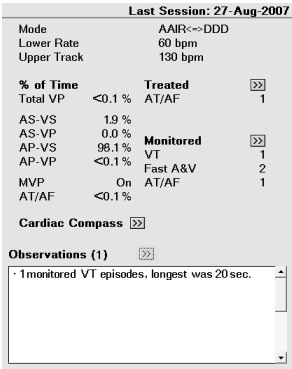 Last Session: 27-Aug-2007
Mode AAIR<=>DDD
Lower Rate 60 bpm
Upper Track 130 bpm
% of Time
Total VP <0.1 %
AS-VS 1.9 %
AS-VP 0.0 %
AP-VS 98.1 %
AP-VP <0.1 %
MVP On
AT/AF <0.1 %
Treated >>
AT/AF 1
Monitored >>
VT 1
Fast A&V 2
AT/AF 1
Cardiac Compass >>
Observations (1) >>
· 1 monitored VT episodes, longest was 20 sec.